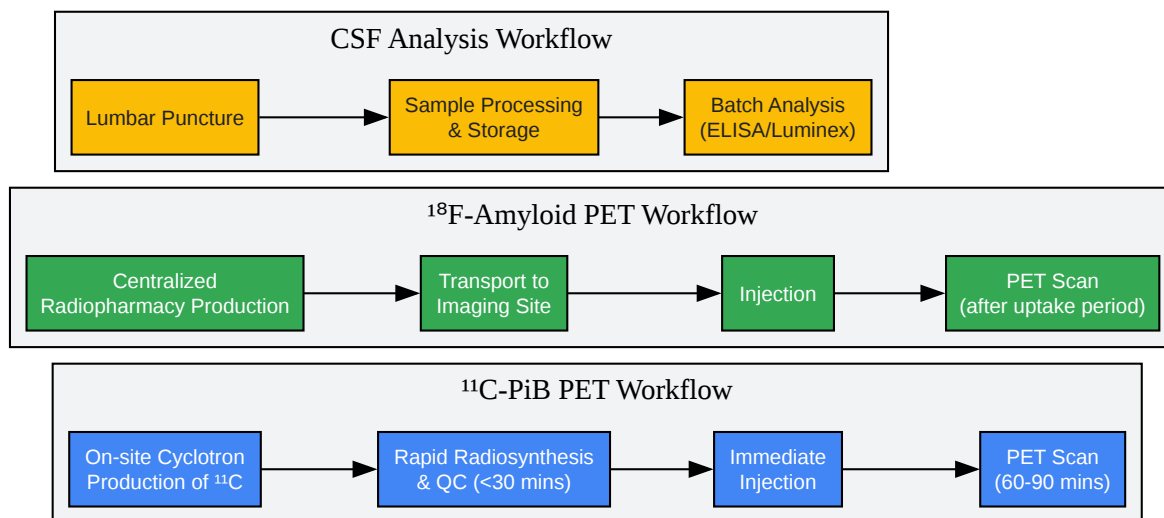 CSF Analysis Workflow
Lumbar Puncture
Sample Processing
& Storage
Batch Analysis
(ELISA/Luminex)
¹⁸F-Amyloid PET Workflow
Centralized
Radiopharmacy Production
Transport to
Imaging Site
Injection
PET Scan
(after uptake period)
¹¹C-PiB PET Workflow
On-site Cyclotron
Production of ¹¹C
Rapid Radiosynthesis
& QC (<30 mins)
Immediate
Injection
PET Scan
(60-90 mins)